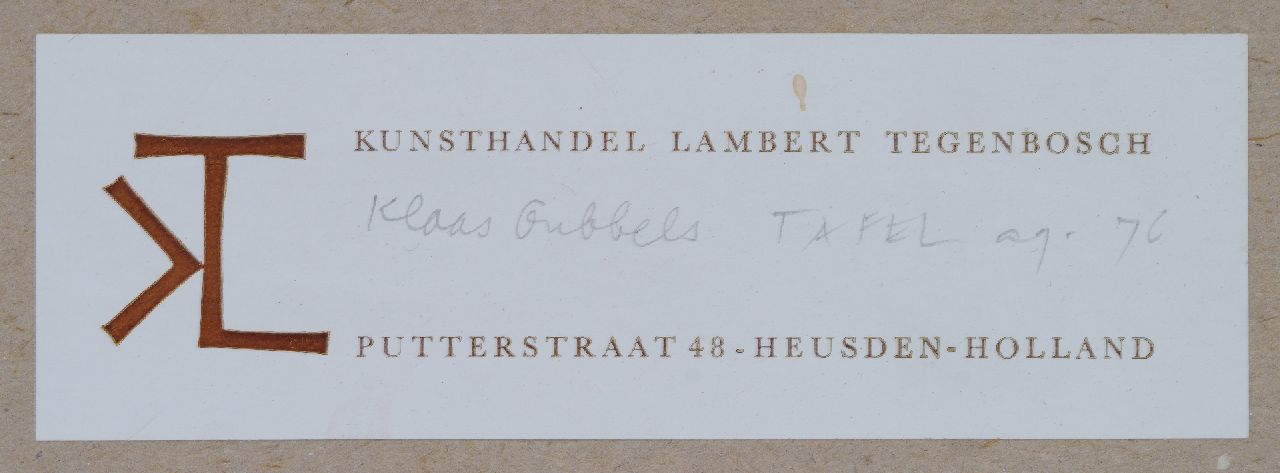 KUNSTHANDEL LAMBERT TEGENBOSCH
Klaas Gubbels TAFEL aq. 76
PUTTERSTRAAT 48-HEUSDEN-HOLLAND